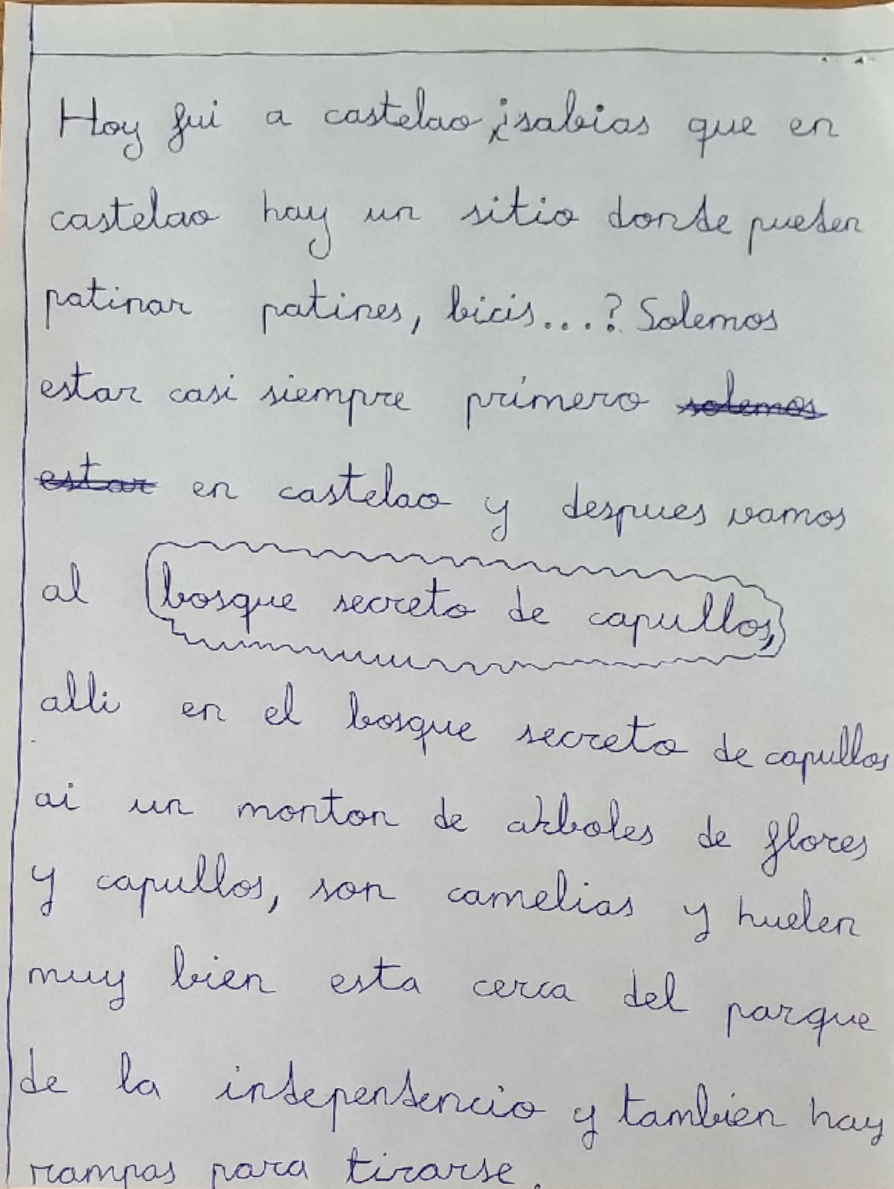 Hoy fui a castelao, ¿sabias que en
castelao hay un sitio donde pueden
patinar patines, bicis...? Solemos
estar casi siempre primero solemos
estar en castelao y despues vamos
al bosque secreto de capullos,
alli en el bosque secreto de capullos
ai un monton de arboles de flores
y capullos, son camelias y huelen
muy bien esta cerca del parque
de la independencia y tambien hay
rampas para tirarse.